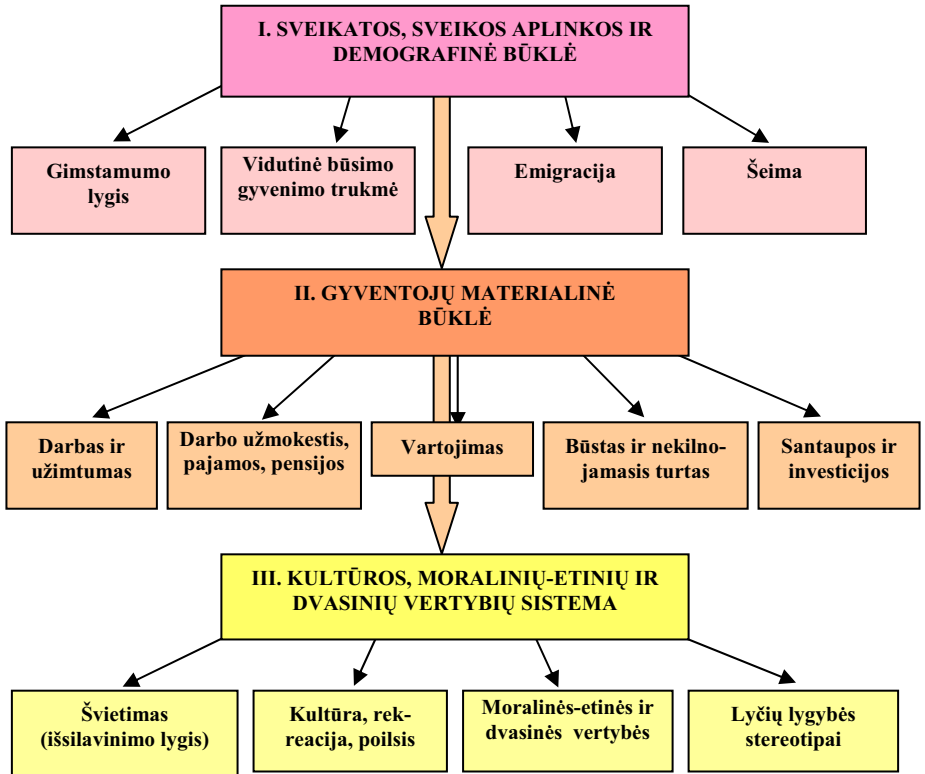 I. SVEIKATOS, SVEIKOS APLINKOS IR
DEMOGRAFINĖ BŪKLĖ
Gimstamumo
lygis
Vidutinė būsimo
gyvenimo trukmė
Emigracija
Šeima
II. GYVENTOJŲ MATERIALINĖ
BŪKLĖ
Darbas ir
užimtumas
Darbo užmokestis,
pajamos, pensijos
Vartojimas
Būstas ir nekilno-
jamasis turtas
Santaupos ir
investicijos
III. KULTŪROS, MORALINIŲ-ETINIŲ IR
DVASINIŲ VERTYBIŲ SISTEMA
Švietimas
(išsilavinimo lygis)
Kultūra, rek-
reacija, poilsis
Moralinės-etinės ir
dvasinės vertybės
Lyčių lygybės
stereotipai